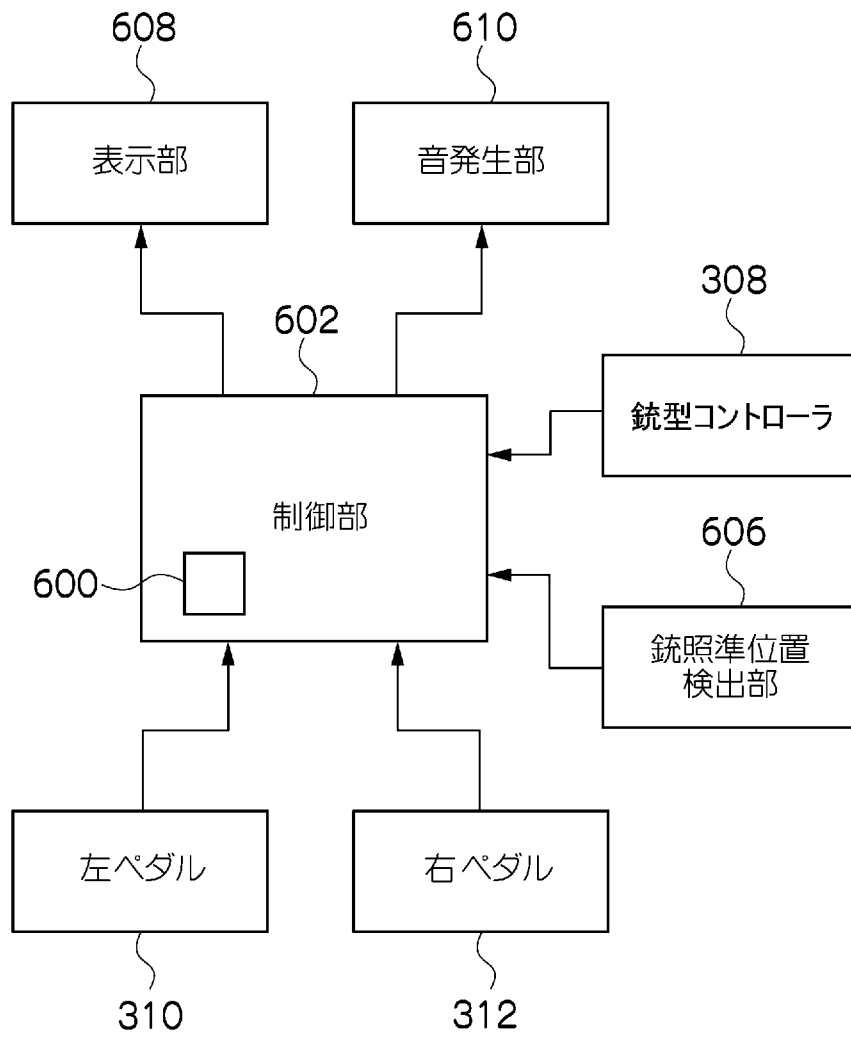 608
610
表示部
音発生部
602
308
銃型コントローラ
制御部
606
600
銃照準位置
検出部
左ペダル
右ペダル
310
312